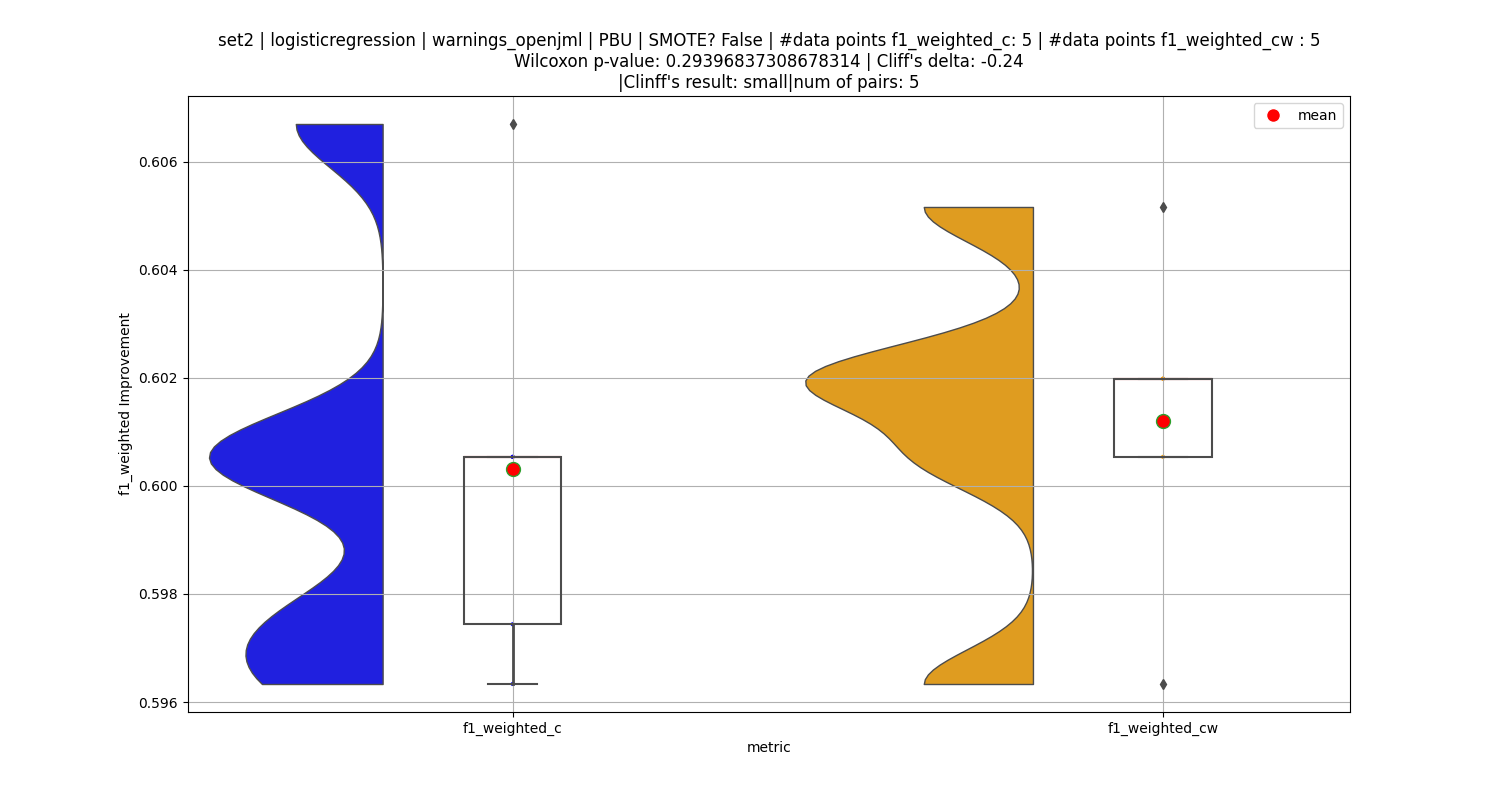 set2 | logisticregression | warnings_openjml | PBU | SMOTE? False | #data points f1_weighted_c: 5 | #data points f1_weighted_cw : 5
Wilcoxon p-value: 0.29396837308678314 | Cliff's delta: -0.24
|Clinff's result: small|num of pairs: 5
mean
0.606
0.604
0.602
0.600
0.598
0.596
f1_weighted Improvement
f1_weighted_c
f1_weighted_cw
metric